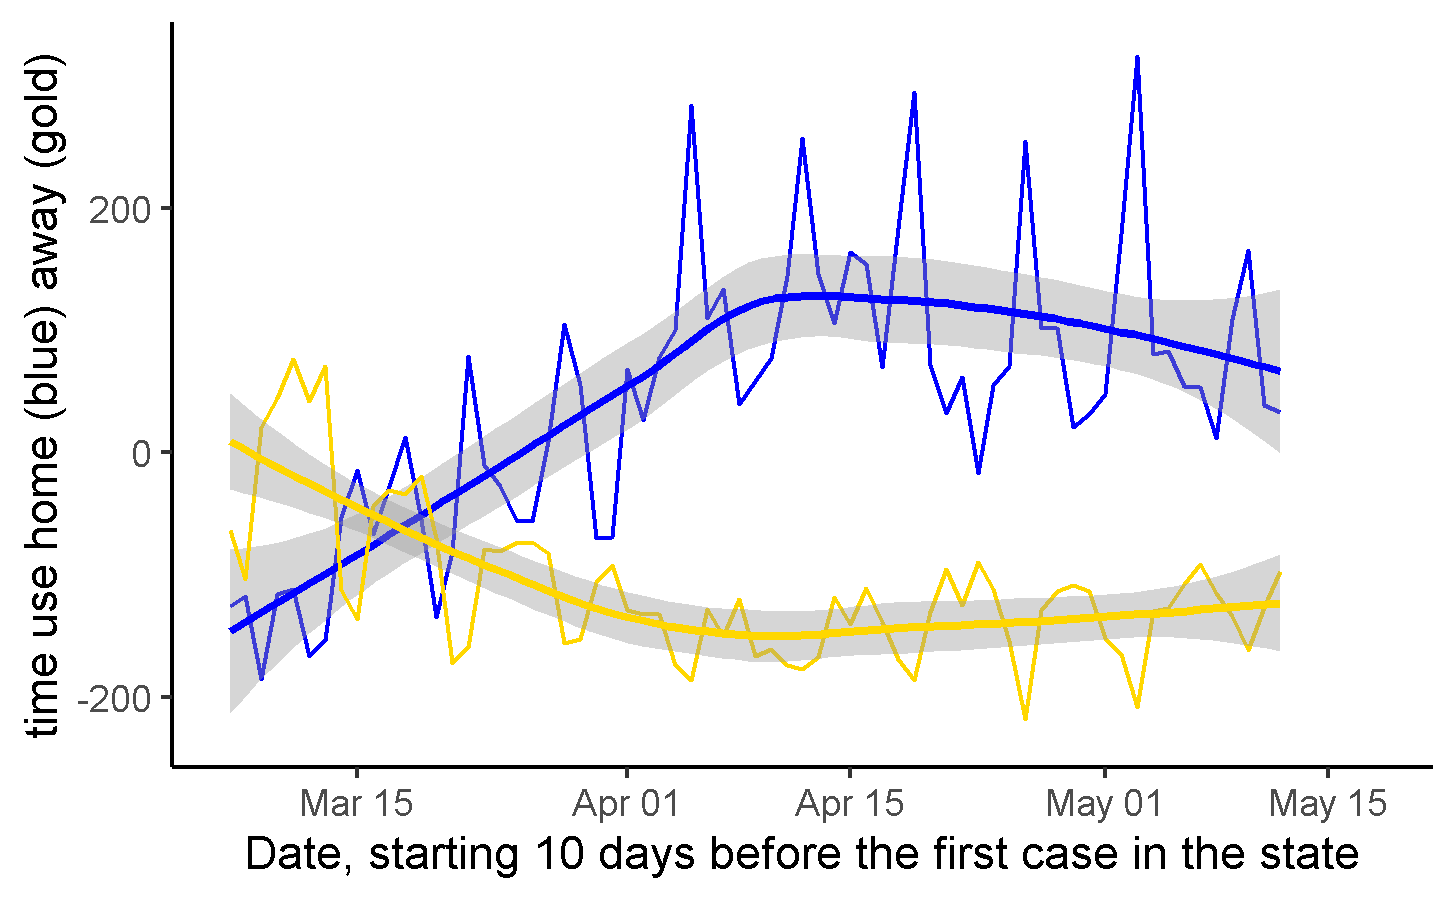 time use home (blue) away (gold)
200
0
-200
Mar 15
Apr 01
Apr 15
May 01
May 15
Date, starting 10 days before the first case in the state